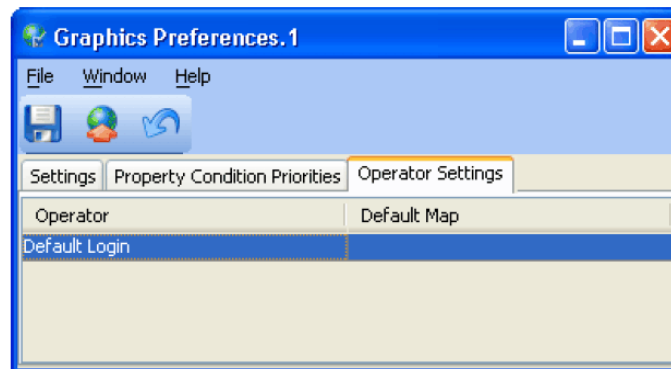 Graphics Preferences.1
File Window Help
Settings Property Condition Priorities Operator Settings
Operator Default Map
Default Login